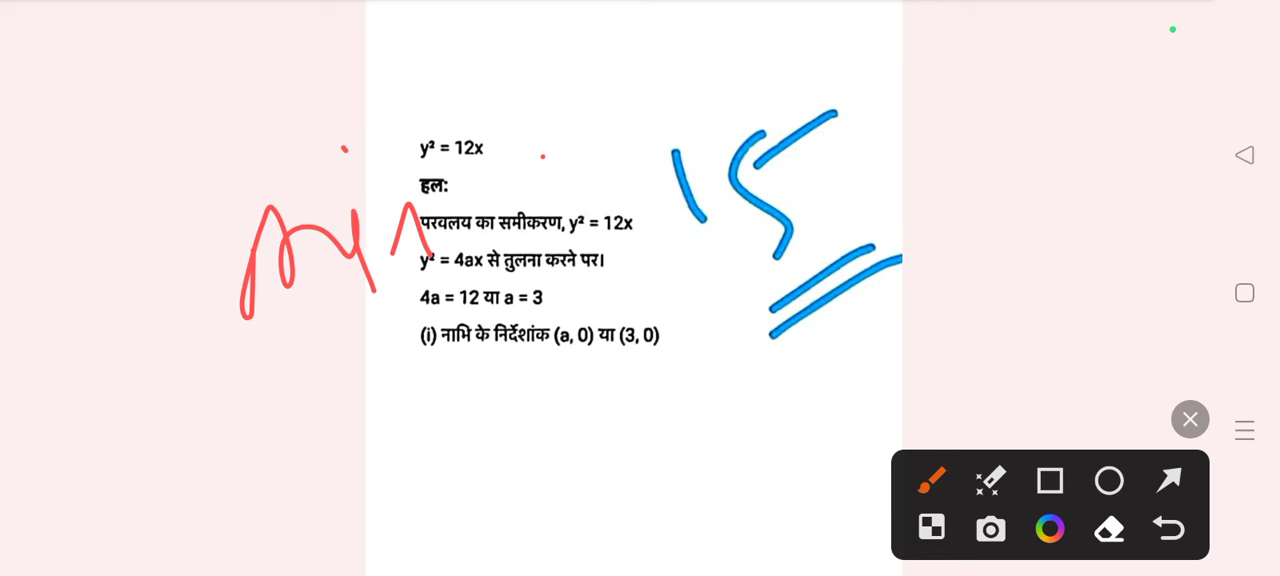 y² = 12x
हल:
परवलय का समीकरण, y² = 12x
y² = 4ax से तुलना करने पर।
4a = 12 या a = 3
(i) नाभि के निर्देशांक (a, 0) या (3, 0)
15